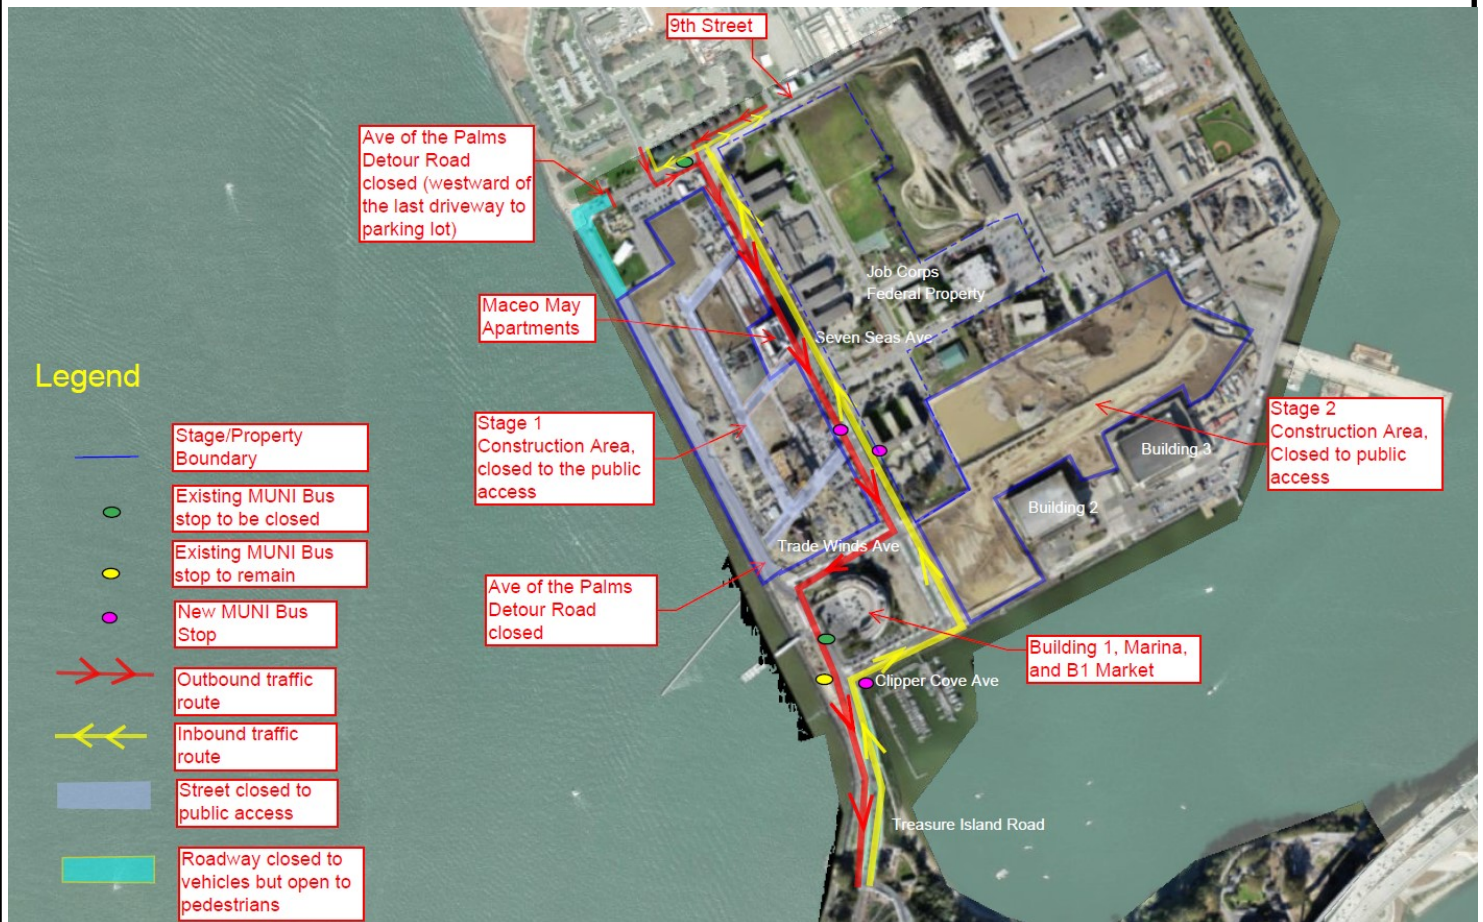 9th Street
Ave of the Palms
Detour Road
closed (westward of
the last driveway to
parking lot)
Job Corps
Federal Property
Maceo May
Apartments
Seven Seas Ave
Legend
Stage/Property
Boundary
Existing MUNI Bus
stop to be closed
Existing MUNI Bus
stop to remain
New MUNI Bus
Stop
Outbound traffic
route
Inbound traffic
route
Street closed to
public access
Roadway closed to
vehicles but open to
pedestrians
Stage 1
Construction Area,
closed to the public
access
Stage 2
Construction Area,
Closed to public
access
Building 3
Building 2
Trade Winds Ave
Ave of the Palms
Detour Road
closed
Building 1, Marina,
and B1 Market
Clipper Cove Ave
Treasure Island Road